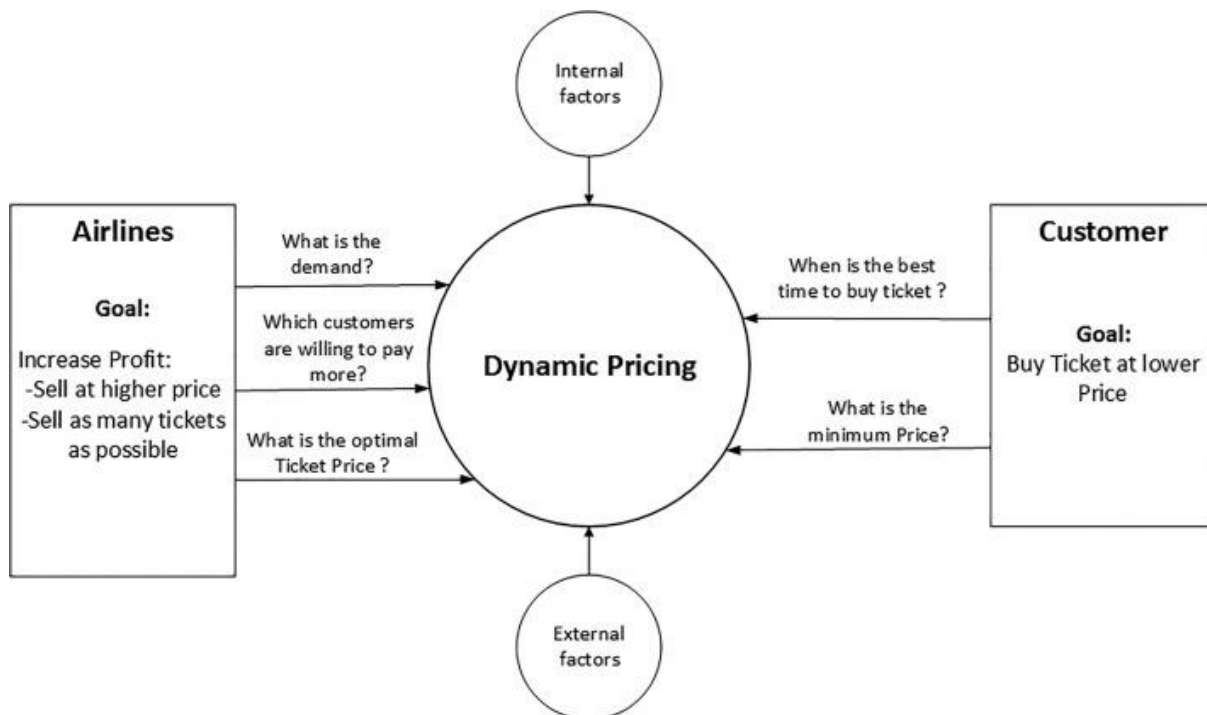 Internal
factors
Airlines
Goal:
Increase Profit:
-Sell at higher price
-Sell as many tickets
as possible
What is the
demand?
Which customers
are willing to pay
more?
What is the optimal
Ticket Price ?
Dynamic Pricing
When is the best
time to buy ticket ?
What is the
minimum Price?
Customer
Goal:
Buy Ticket at lower
Price
External
factors